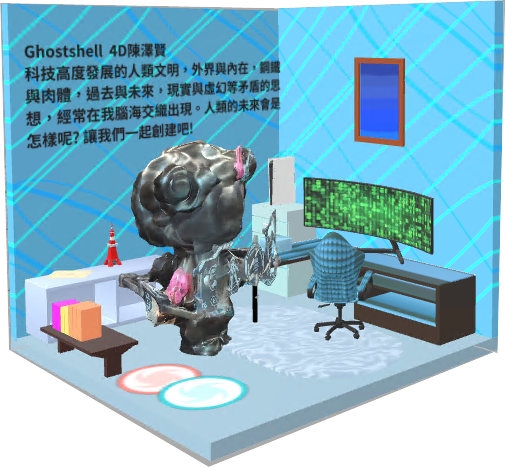 Ghostshell 4D陳澤賢
科技高度發展的人類文明，外界與內在，鋼鐵
與肉體，過去與未來，現實與虛幻等矛盾的思
想，經常在我腦海交織出現。人類的未來會是
怎樣呢? 讓我們一起創建吧!